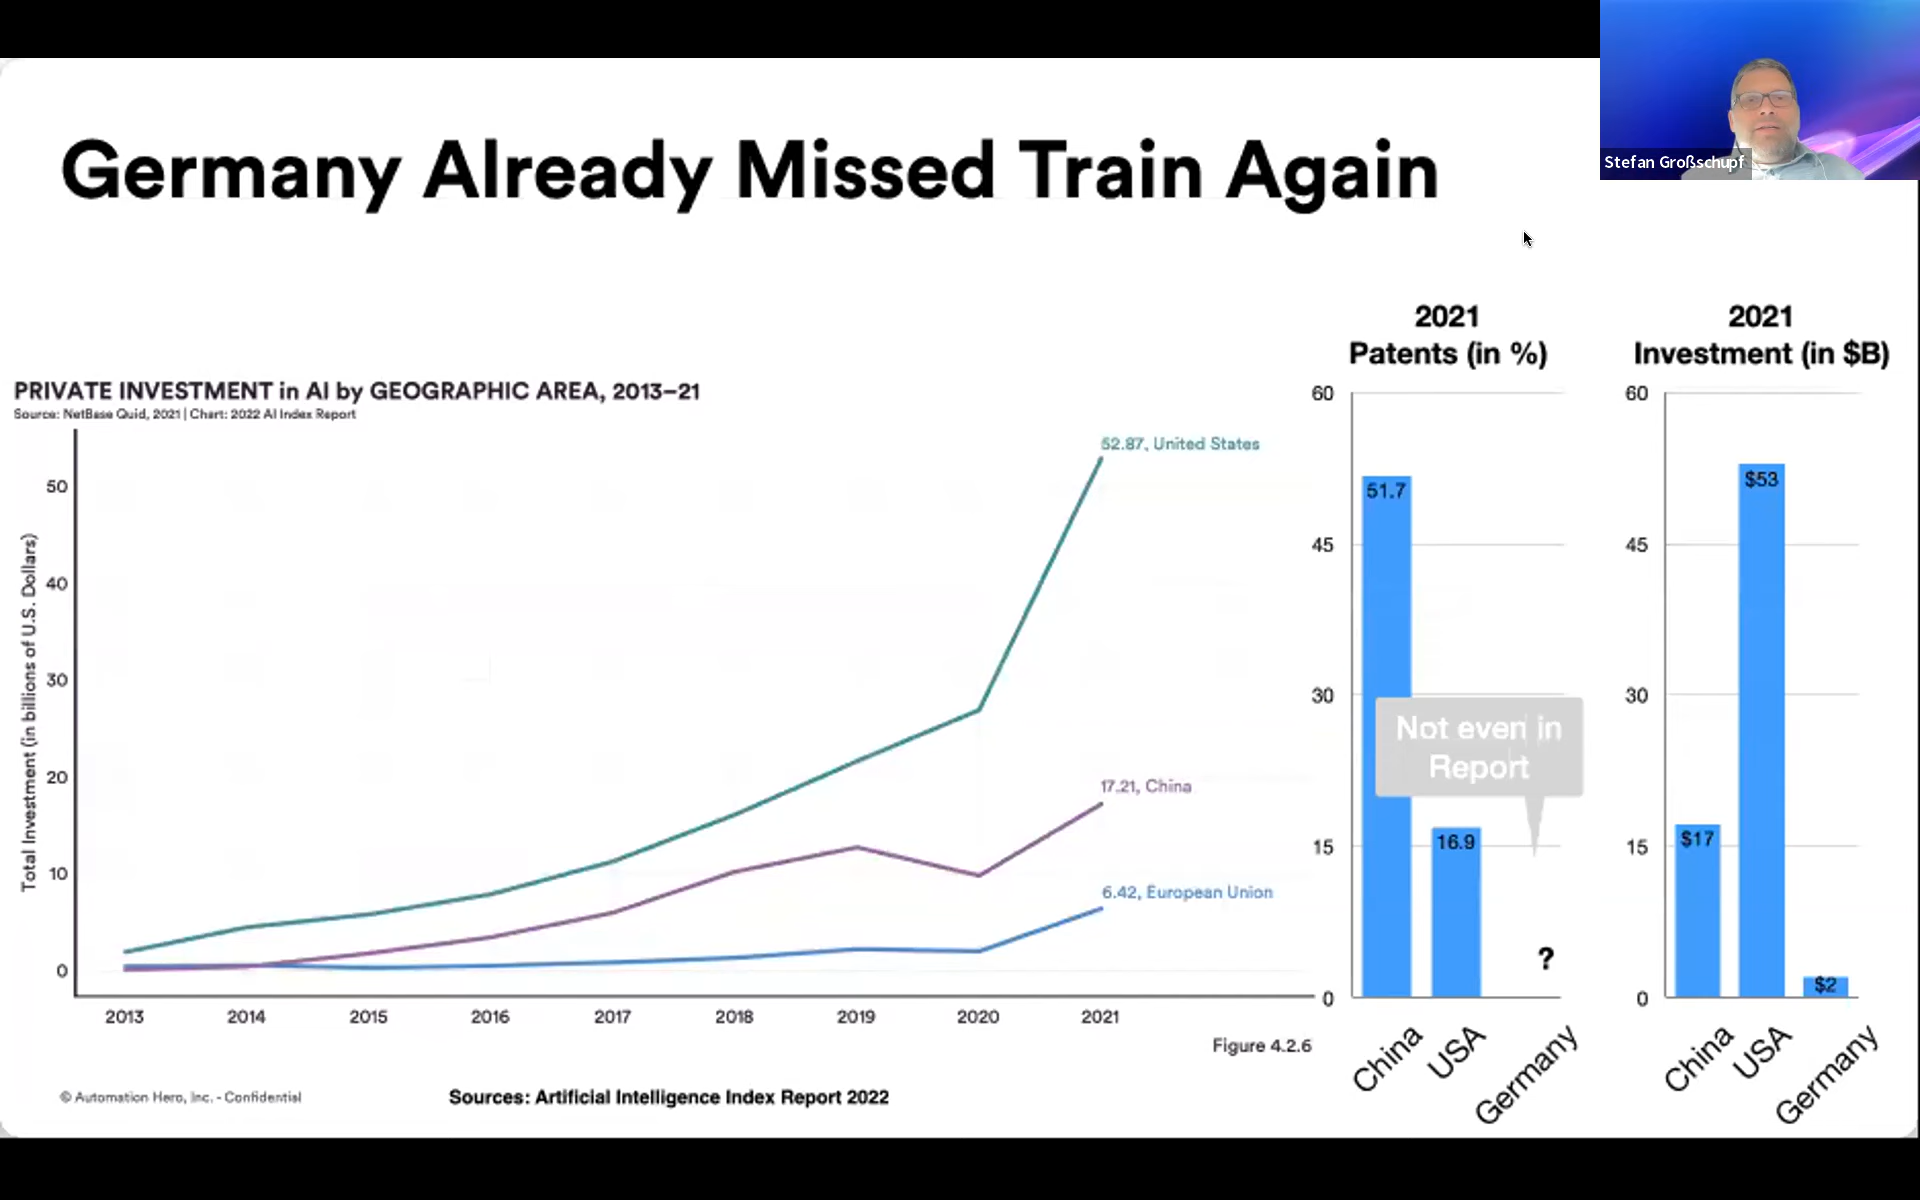 Stefan Großschupf
Germany Already Missed Train Again
PRIVATE INVESTMENT in AI by GEOGRAPHIC AREA, 2013–21
Source: NetBase Quid, 2021 | Chart: 2022 AI Index Report
Total Investment (in billions of U.S. Dollars)
50
40
30
20
10
0
52.87, United States
17.21, China
6.42, European Union
2013 2014 2015 2016 2017 2018 2019 2020 2021
Figure 4.2.6
2021
Patents (in %)
60
45
30
15
0
51.7
16.9
Not even in
Report
?
China USA Germany
2021
Investment (in $B)
60
45
30
15
0
$17
$53
$2
China USA Germany
© Automation Hero, Inc. - Confidential
Sources: Artificial Intelligence Index Report 2022